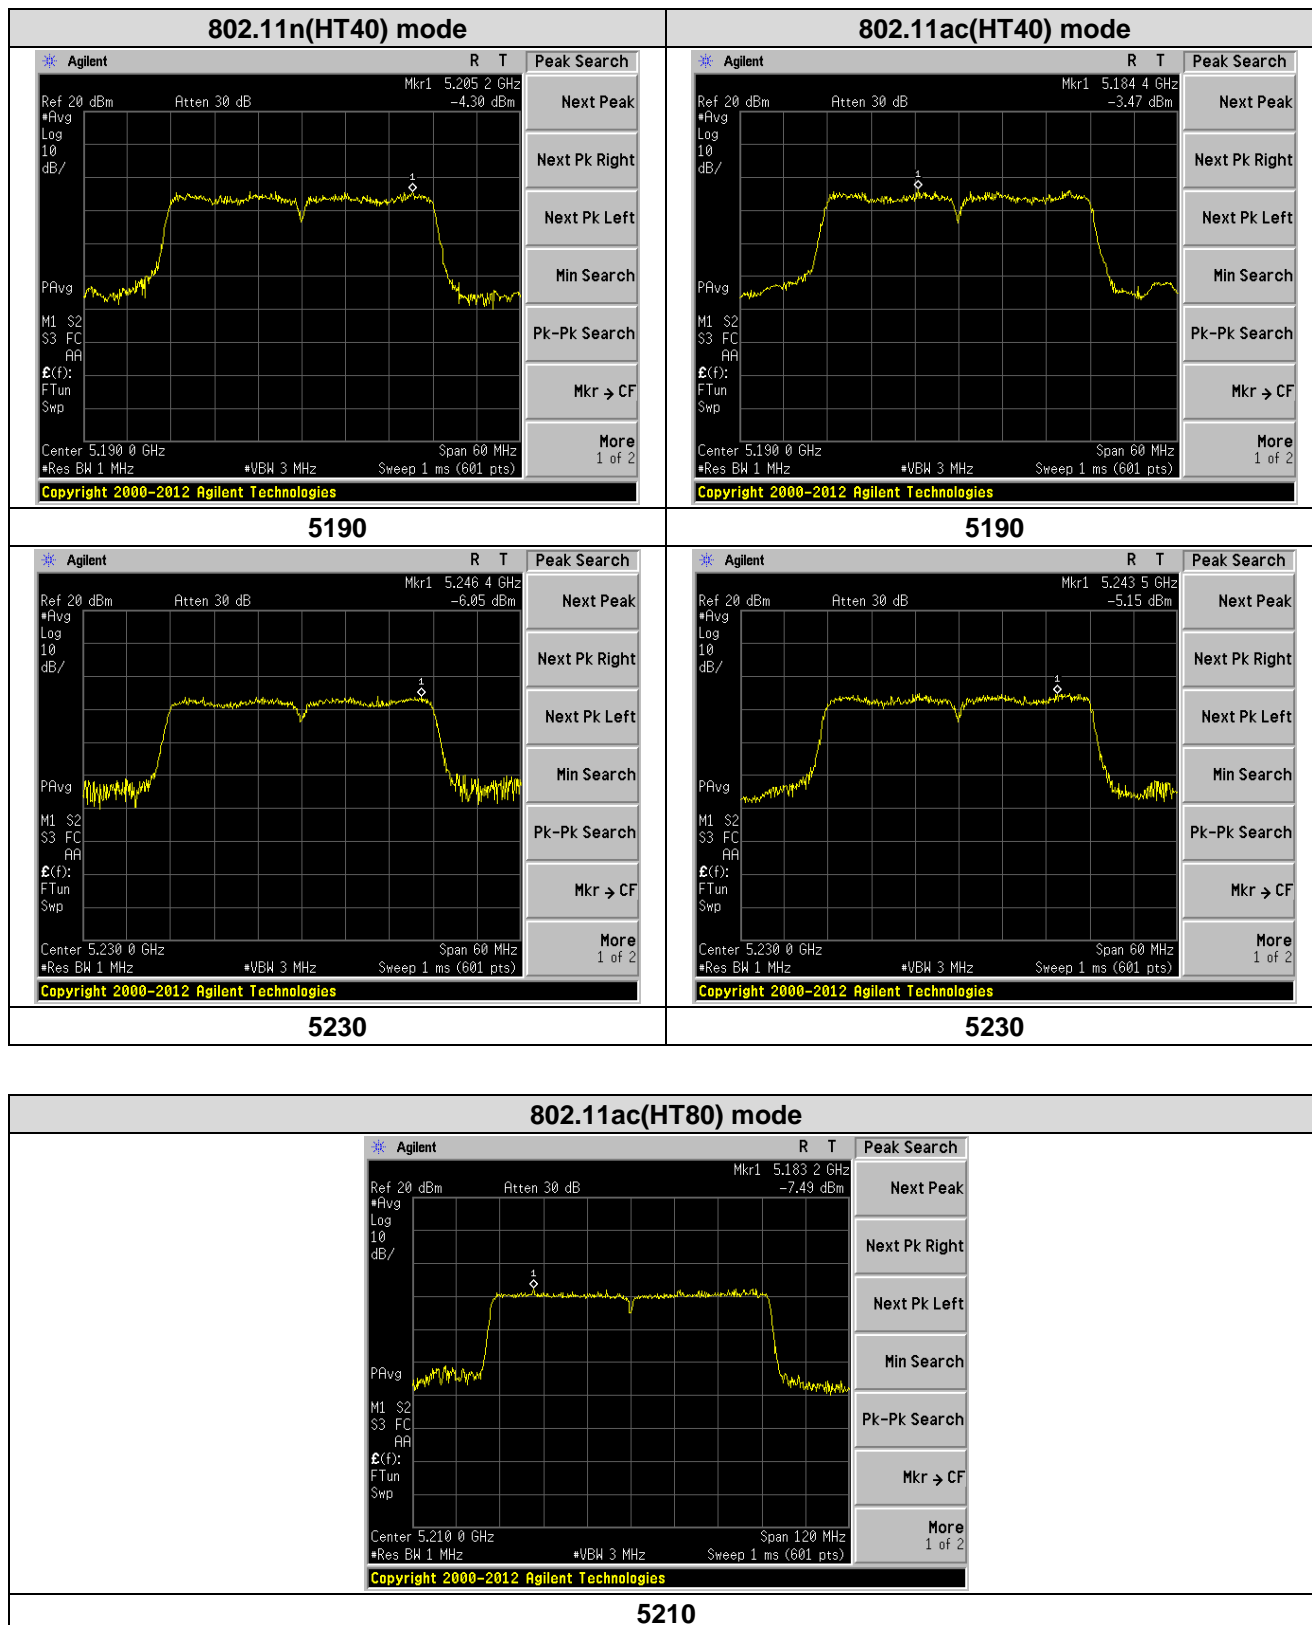 802.11n(HT40) mode
802.11ac(HT40) mode
Agilent
R T
Peak Search
Mkr1 5.205 2 GHz
Ref 20 dBm
Atten 30 dB
-4.30 dBm
#Avg
Log
10
dB/
1
PAvg
M1 S2
S3 FC
AA
£(f):
FTun
Swp
Center 5.190 0 GHz
Span 60 MHz
#Res BW 1 MHz
#VBW 3 MHz
Sweep 1 ms (601 pts)
Next Peak
Next Pk Right
Next Pk Left
Min Search
Pk-Pk Search
Mkr → CF
More
1 of 2
Copyright 2000-2012 Agilent Technologies
Agilent
R T
Peak Search
Mkr1 5.184 4 GHz
Ref 20 dBm
Atten 30 dB
-3.47 dBm
#Avg
Log
10
dB/
1
PAvg
M1 S2
S3 FC
AA
£(f):
FTun
Swp
Center 5.190 0 GHz
Span 60 MHz
#Res BW 1 MHz
#VBW 3 MHz
Sweep 1 ms (601 pts)
Next Peak
Next Pk Right
Next Pk Left
Min Search
Pk-Pk Search
Mkr → CF
More
1 of 2
Copyright 2000-2012 Agilent Technologies
5190
5190
Agilent
R T
Peak Search
Mkr1 5.246 4 GHz
Ref 20 dBm
Atten 30 dB
-6.05 dBm
#Avg
Log
10
dB/
1
PAvg
M1 S2
S3 FC
AA
£(f):
FTun
Swp
Center 5.230 0 GHz
Span 60 MHz
#Res BW 1 MHz
#VBW 3 MHz
Sweep 1 ms (601 pts)
Next Peak
Next Pk Right
Next Pk Left
Min Search
Pk-Pk Search
Mkr → CF
More
1 of 2
Copyright 2000-2012 Agilent Technologies
Agilent
R T
Peak Search
Mkr1 5.243 5 GHz
Ref 20 dBm
Atten 30 dB
-5.15 dBm
#Avg
Log
10
dB/
1
PAvg
M1 S2
S3 FC
AA
£(f):
FTun
Swp
Center 5.230 0 GHz
Span 60 MHz
#Res BW 1 MHz
#VBW 3 MHz
Sweep 1 ms (601 pts)
Next Peak
Next Pk Right
Next Pk Left
Min Search
Pk-Pk Search
Mkr → CF
More
1 of 2
Copyright 2000-2012 Agilent Technologies
5230
5230
802.11ac(HT80) mode
Agilent
R T
Peak Search
Mkr1 5.183 2 GHz
Ref 20 dBm
Atten 30 dB
-7.49 dBm
#Avg
Log
10
dB/
1
PAvg
M1 S2
S3 FC
AA
£(f):
FTun
Swp
Center 5.210 0 GHz
Span 120 MHz
#Res BW 1 MHz
#VBW 3 MHz
Sweep 1 ms (601 pts)
Next Peak
Next Pk Right
Next Pk Left
Min Search
Pk-Pk Search
Mkr → CF
More
1 of 2
Copyright 2000-2012 Agilent Technologies
5210